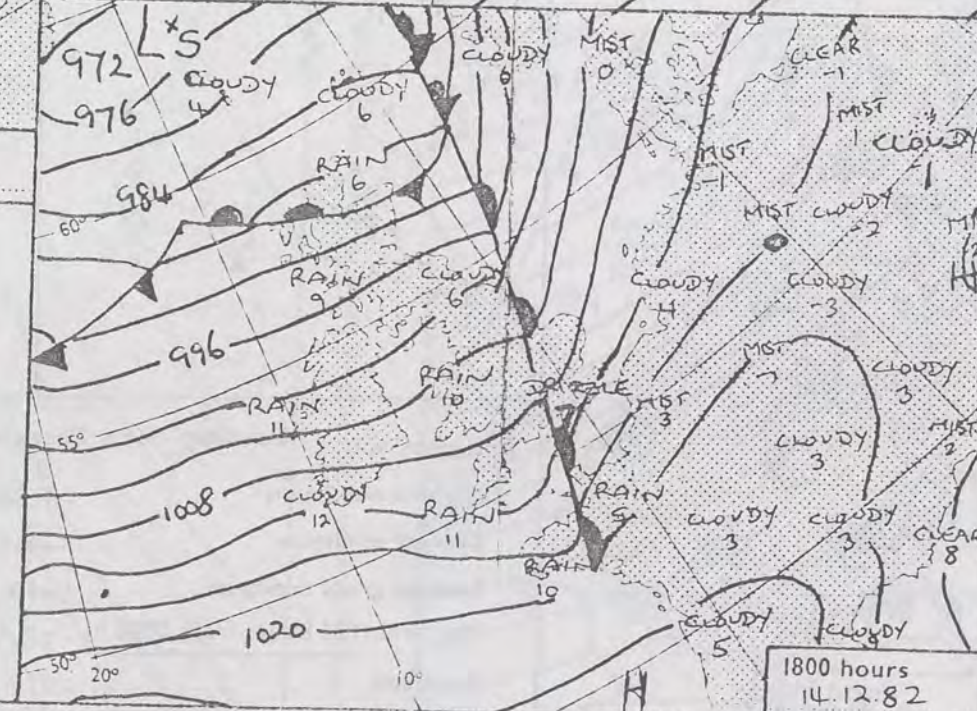 L x S
972
CLOUDY
4
976
CLOUDY
6
CLOUDY
6
MIST
0
CLEAR
-1
MIST
1
CLOUDY
-1
RAIN
6
984
60°
MIST
-1
MIST
CLOUDY
-2
RAIN
9
CLOUDY
6
CLOUDY
4
CLOUDY
-3
H
996
RAIN
10
DRIZZLE
7
MIST
3
MIST
CLOUDY
3
RAIN
11
55°
CLOUDY
3
MIST
2
1008
CLOUDY
12
RAIN
11
RAIN
9
CLOUDY
3
CLOUDY
3
CLEAR
8
RAIN
10
1020
CLOUDY
5
CLOUDY
50°
20°
10°
H
1800 hours
14.12.82